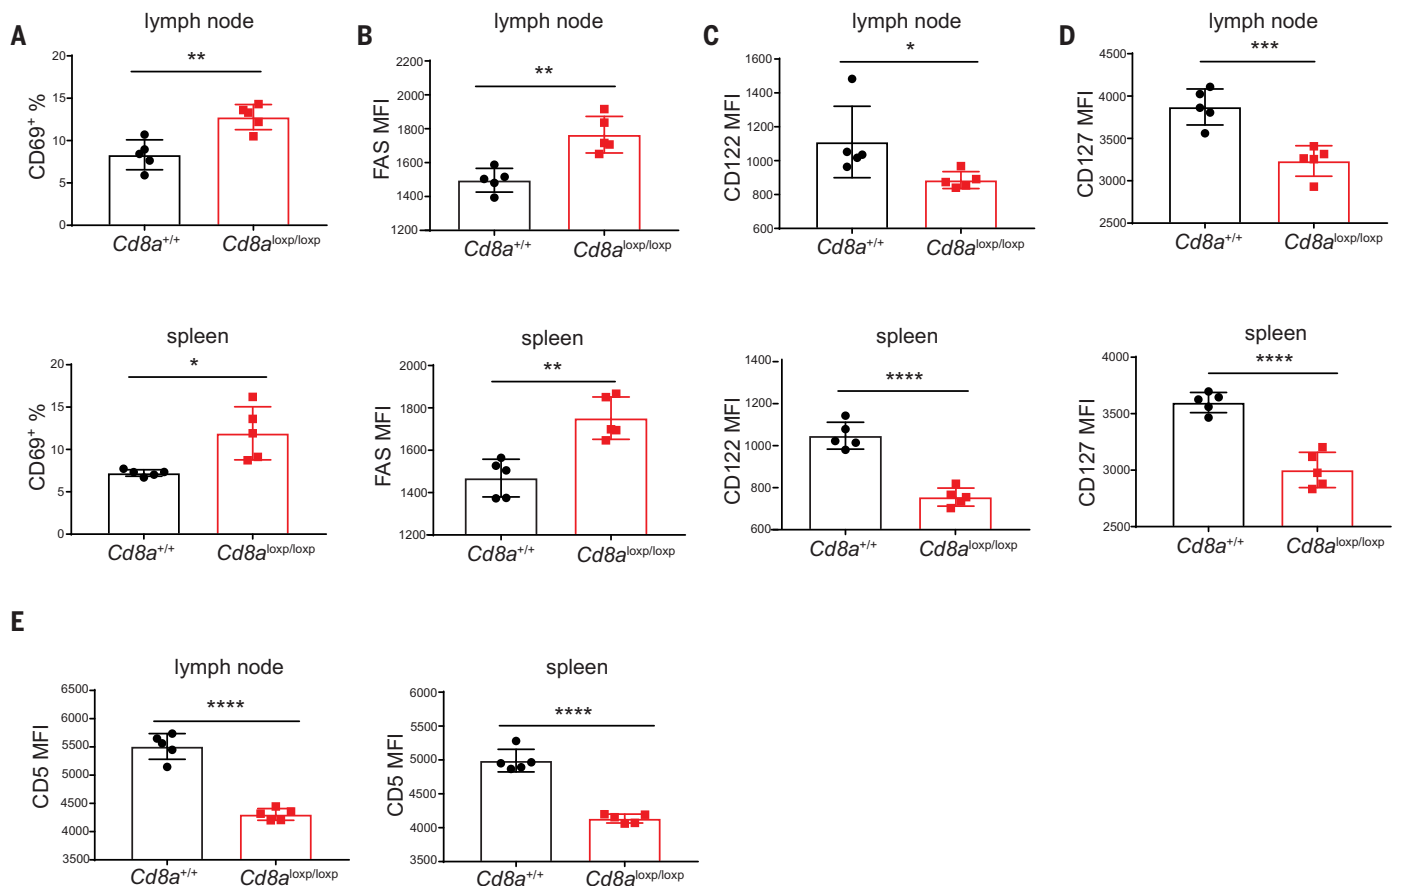 A
lymph node
**
CD69+ %
20
15
10
5
0
Cd8a+/+
Cd8aloxp/loxp
spleen
*
CD69+ %
20
15
10
5
0
Cd8a+/+
Cd8aloxp/loxp
B
lymph node
**
FAS MFI
2200
2000
1800
1600
1400
1200
Cd8a+/+
Cd8aloxp/loxp
spleen
**
FAS MFI
2000
1800
1600
1400
1200
Cd8a+/+
Cd8aloxp/loxp
C
lymph node
*
CD122 MFI
1600
1400
1200
1000
800
600
Cd8a+/+
Cd8aloxp/loxp
spleen
****
CD122 MFI
1400
1200
1000
800
600
Cd8a+/+
Cd8aloxp/loxp
D
lymph node
***
CD127 MFI
4500
4000
3500
3000
2500
Cd8a+/+
Cd8aloxp/loxp
spleen
****
CD127 MFI
4000
3500
3000
2500
Cd8a+/+
Cd8aloxp/loxp
E
lymph node
****
CD5 MFI
6500
6000
5500
5000
4500
4000
3500
Cd8a+/+
Cd8aloxp/loxp
spleen
****
CD5 MFI
6000
5500
5000
4500
4000
3500
Cd8a+/+
Cd8aloxp/loxp